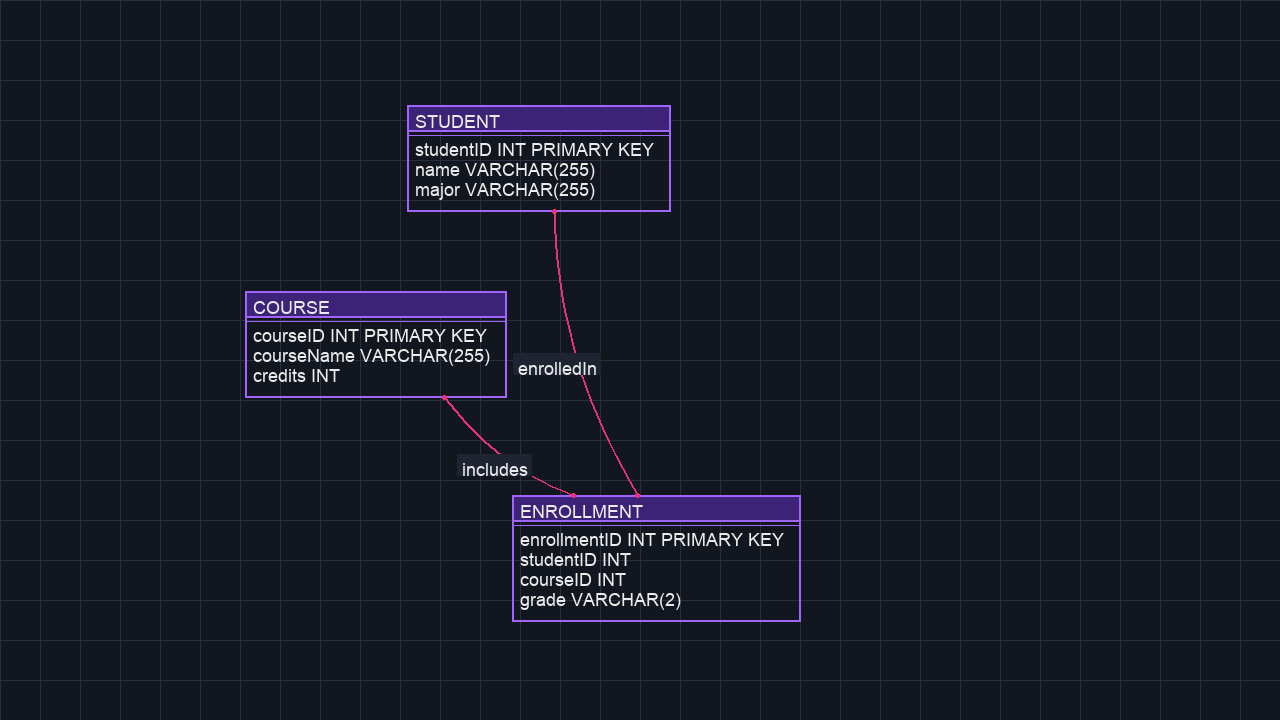 STUDENT
studentID INT PRIMARY KEY
name VARCHAR(255)
major VARCHAR(255)
COURSE
courseID INT PRIMARY KEY
courseName VARCHAR(255)
credits INT
enrolledIn
includes
ENROLLMENT
enrollmentID INT PRIMARY KEY
studentID INT
courseID INT
grade VARCHAR(2)